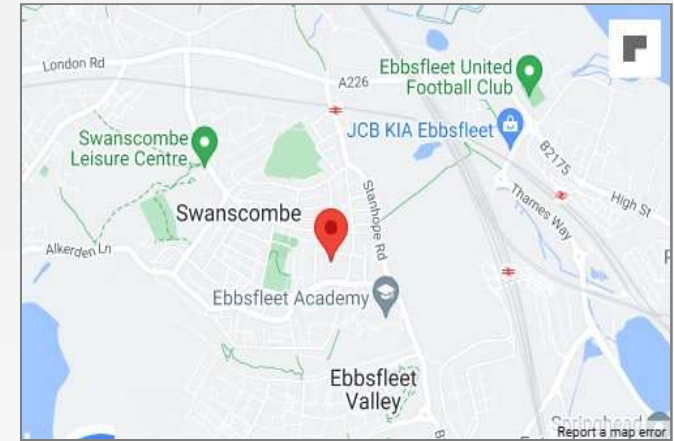 London Rd
A226
Ebbsfleet United
Football Club
JCB KIA Ebbsfleet
Swanscombe
Leisure Centre
B2175
High St
Thames Way
Stanhope Rd
Swanscombe
Alkerden Ln
Ebbsfleet Academy
Ebbsfleet
Valley
Springhead
Report a map error